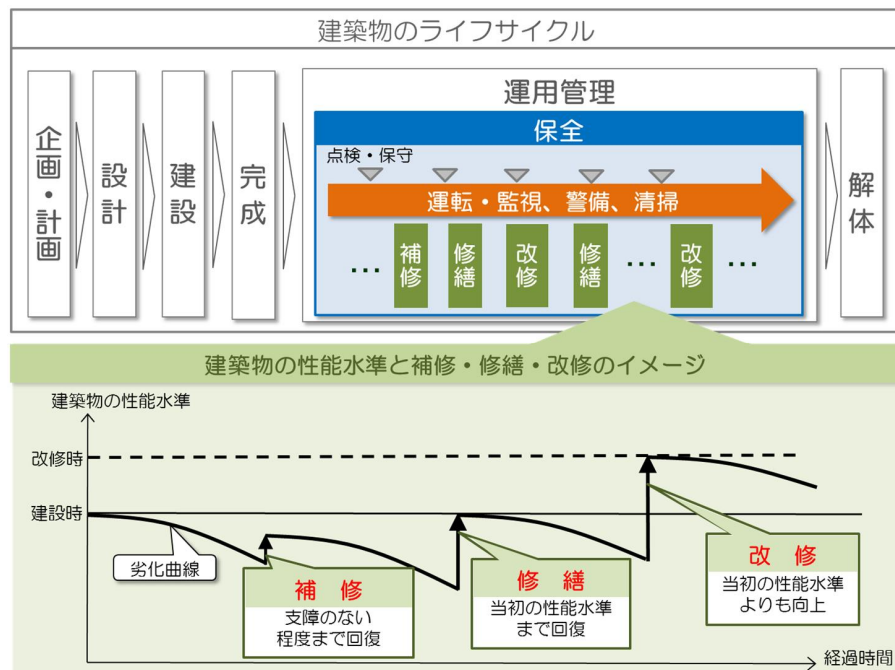 建築物のライフサイクル
企画・計画
設計
建設
完成
運用管理
保全
点検・保守
運転・監視、警備、清掃
…
補修
修繕
改修
修繕
…
改修
…
解体
建築物の性能水準と補修・修繕・改修のイメージ
建築物の性能水準
改修時
建設時
劣化曲線
補 修
支障のない
程度まで回復
修 繕
当初の性能水準
まで回復
改 修
当初の性能水準
よりも向上
経過時間